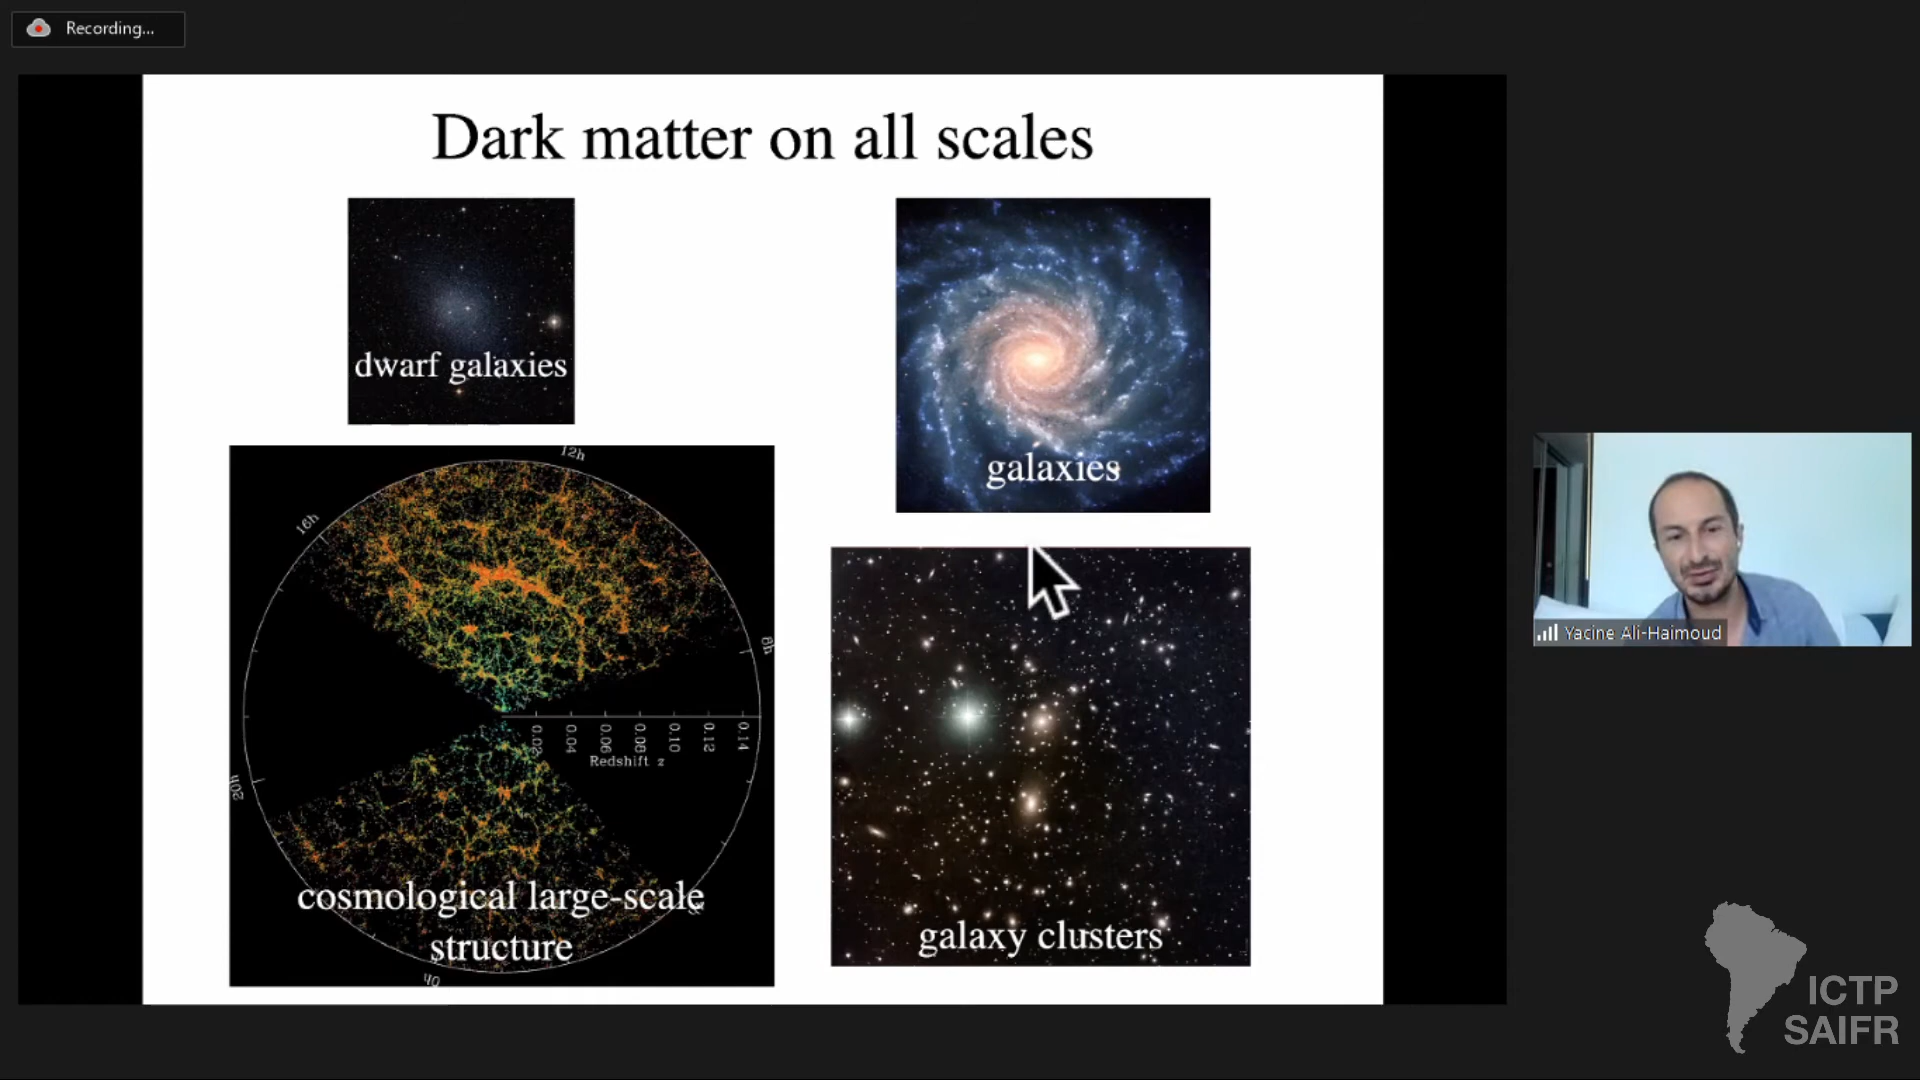 Recording...
Dark matter on all scales
dwarf galaxies
galaxies
12h
16h
8h
20h
0h
0.02
0.04
0.06
0.08
0.10
0.12
0.14
Redshift z
cosmological large-scale
structure
galaxy clusters
Yacine Ali-Haimoud
ICTP
SAIFR